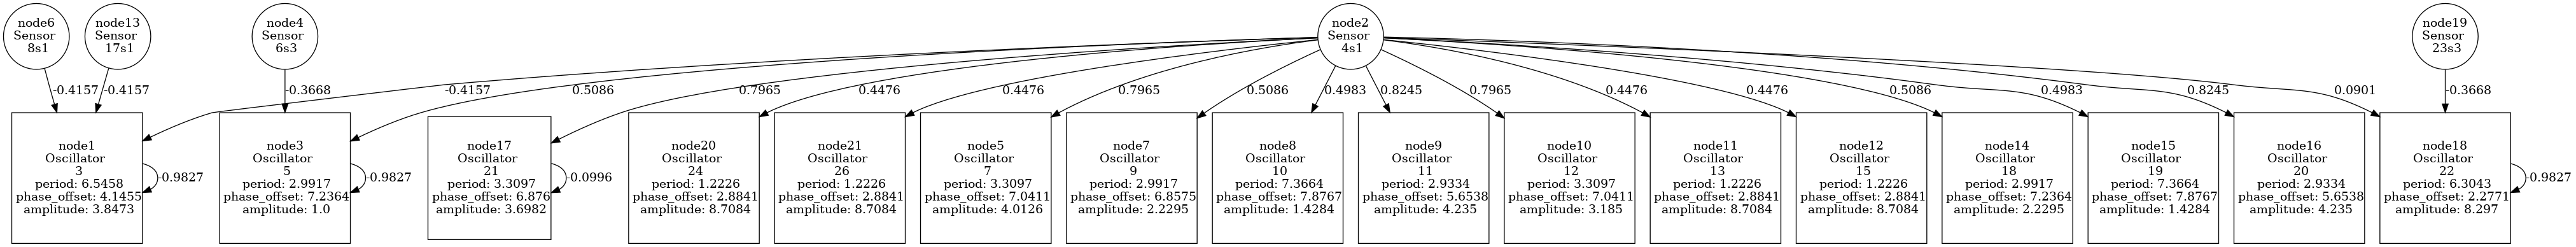 node6
Sensor
8s1
node13
Sensor
17s1
node4
Sensor
6s3
node2
Sensor
4s1
node19
Sensor
23s3
-0.4157
-0.4157
-0.3668
-0.4157
0.5086
0.7965
0.4476
0.4476
0.7965
0.5086
0.4983
0.8245
0.7965
0.4476
0.4476
0.5086
0.4983
0.8245
0.0901
-0.3668
node1
Oscillator
3
period: 6.5458
phase_offset: 4.1455
amplitude: 3.8473
-0.9827
node3
Oscillator
5
period: 2.9917
phase_offset: 7.2364
amplitude: 1.0
-0.9827
node17
Oscillator
21
period: 3.3097
phase_offset: 6.876
amplitude: 3.6982
-0.0996
node20
Oscillator
24
period: 1.2226
phase_offset: 2.8841
amplitude: 8.7084
node21
Oscillator
26
period: 1.2226
phase_offset: 2.8841
amplitude: 8.7084
node5
Oscillator
7
period: 3.3097
phase_offset: 7.0411
amplitude: 4.0126
node7
Oscillator
9
period: 2.9917
phase_offset: 6.8575
amplitude: 2.2295
node8
Oscillator
10
period: 7.3664
phase_offset: 7.8767
amplitude: 1.4284
node9
Oscillator
11
period: 2.9334
phase_offset: 5.6538
amplitude: 4.235
node10
Oscillator
12
period: 3.3097
phase_offset: 7.0411
amplitude: 3.185
node11
Oscillator
13
period: 1.2226
phase_offset: 2.8841
amplitude: 8.7084
node12
Oscillator
15
period: 1.2226
phase_offset: 2.8841
amplitude: 8.7084
node14
Oscillator
18
period: 2.9917
phase_offset: 7.2364
amplitude: 2.2295
node15
Oscillator
19
period: 7.3664
phase_offset: 7.8767
amplitude: 1.4284
node16
Oscillator
20
period: 2.9334
phase_offset: 5.6538
amplitude: 4.235
node18
Oscillator
22
period: 6.3043
phase_offset: 2.2771
amplitude: 8.297
-0.9827